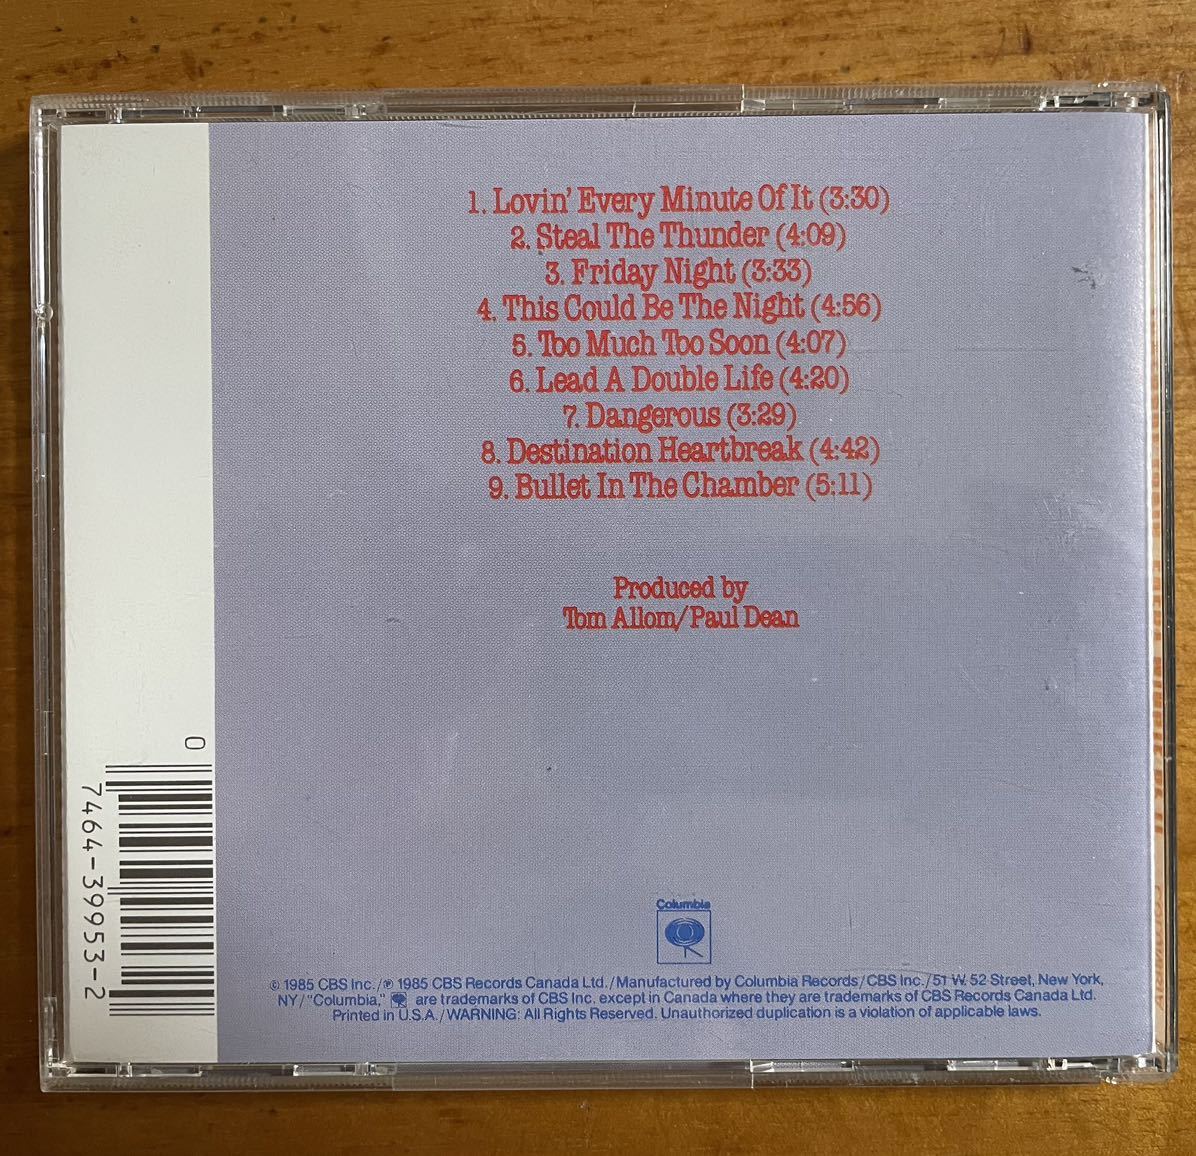 1. Lovin' Every Minute Of It (3:30)
2. Steal The Thunder (4:09)
3. Friday Night (3:33)
4. This Could Be The Night (4:56)
5. Too Much Too Soon (4:07)
6. Lead A Double Life (4:20)
7. Dangerous (3:29)
8. Destination Heartbreak (4:42)
9. Bullet In The Chamber (5:11)
Produced by
Tom Allom/Paul Dean
0
7464-39953-2
Columbia
© 1985 CBS Inc./℗ 1985 CBS Records Canada Ltd./Manufactured by Columbia Records/CBS Inc./51 W. 52 Street, New York,
NY/"Columbia," are trademarks of CBS Inc. except in Canada where they are trademarks of CBS Records Canada Ltd.
Printed in U.S.A./WARNING: All Rights Reserved. Unauthorized duplication is a violation of applicable laws.